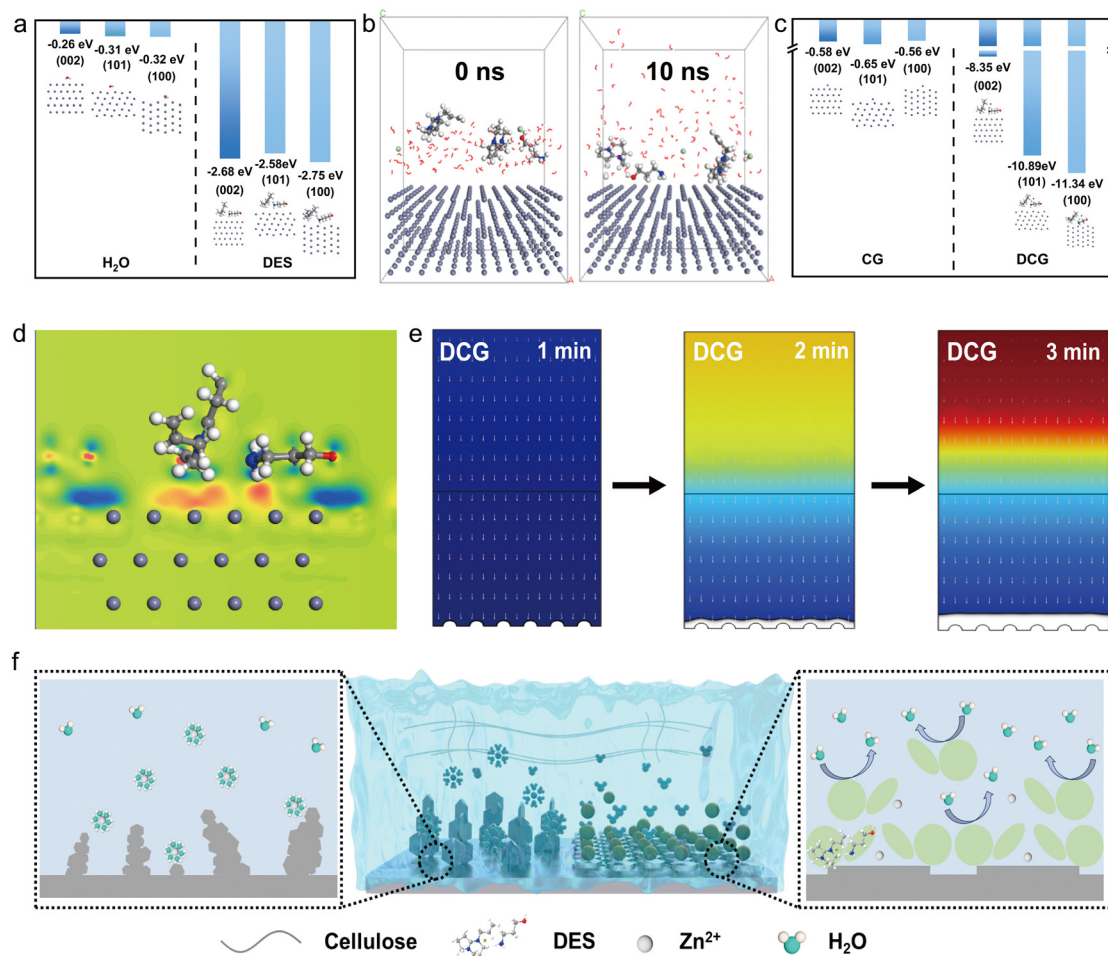 a
-0.26 eV
(002)
-0.31 eV
(101)
-0.32 eV
(100)
-2.68 eV
(002)
-2.58eV
(101)
-2.75 eV
(100)
H₂O
DES
b
C
0 ns
A
10 ns
A
c
-0.58 eV
(002)
-0.65 eV
(101)
-0.56 eV
(100)
-8.35 eV
(002)
-10.89eV
(101)
-11.34 eV
(100)
CG
DCG
d
e
DCG
1 min
DCG
2 min
DCG
3 min
f
Cellulose
DES
Zn²⁺
H₂O